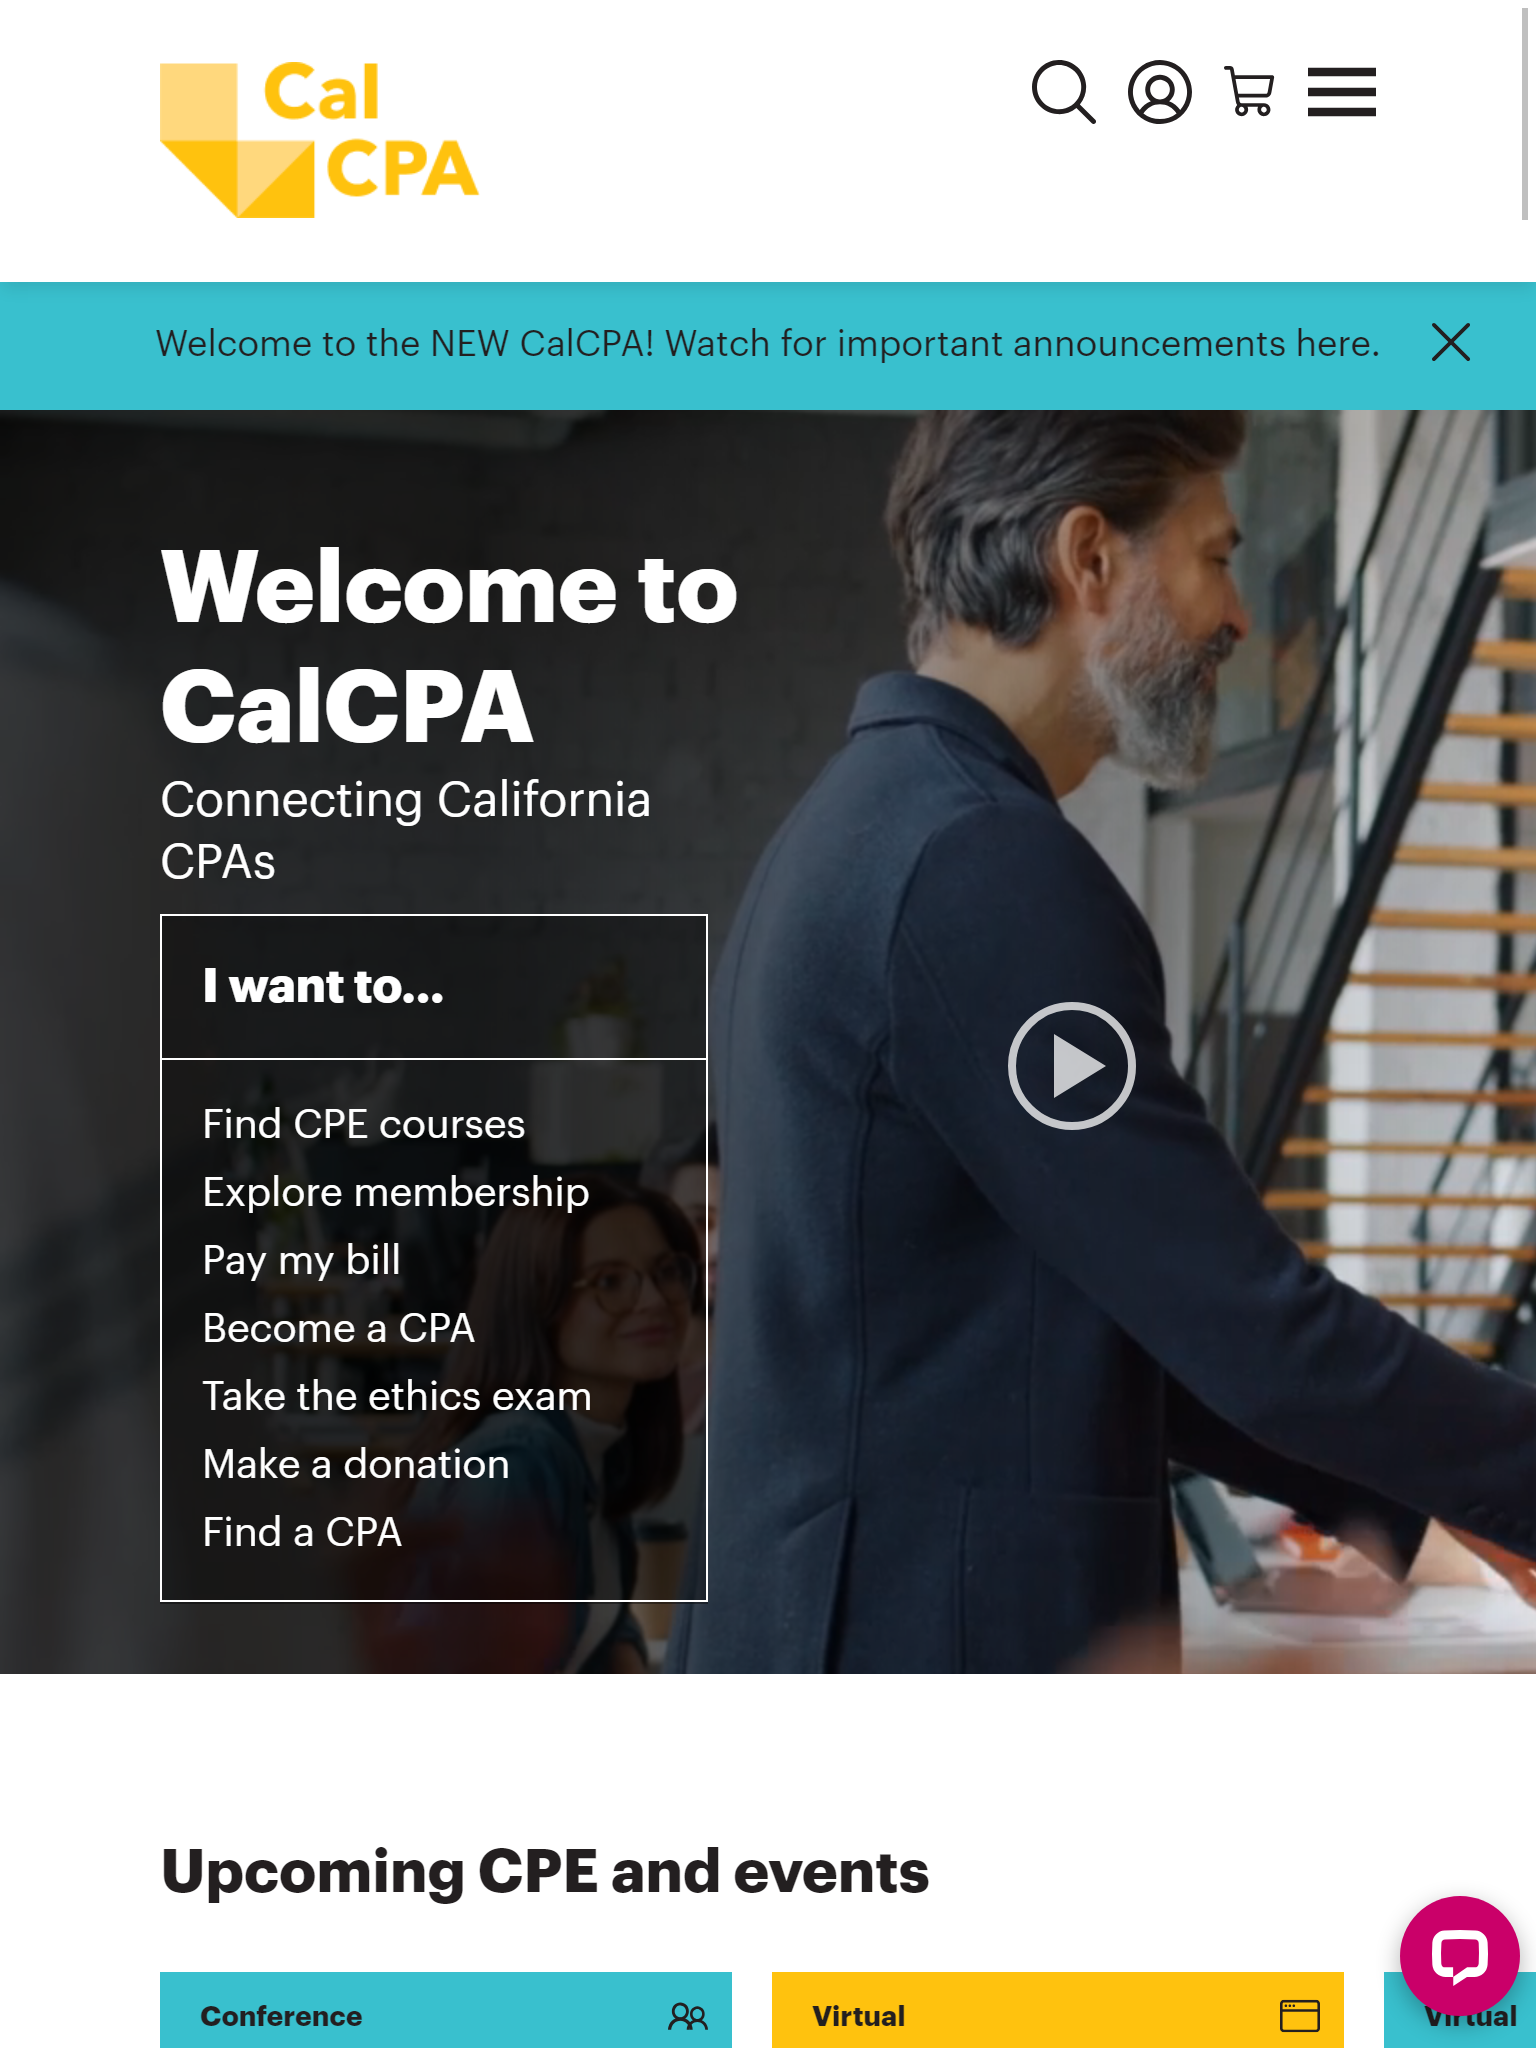 Cal
CPA
Welcome to the NEW CalCPA! Watch for important announcements here.
Welcome to
CalCPA
Connecting California
CPAs
I want to...
Find CPE courses
Explore membership
Pay my bill
Become a CPA
Take the ethics exam
Make a donation
Find a CPA
Upcoming CPE and events
Conference
Virtual
Virtual